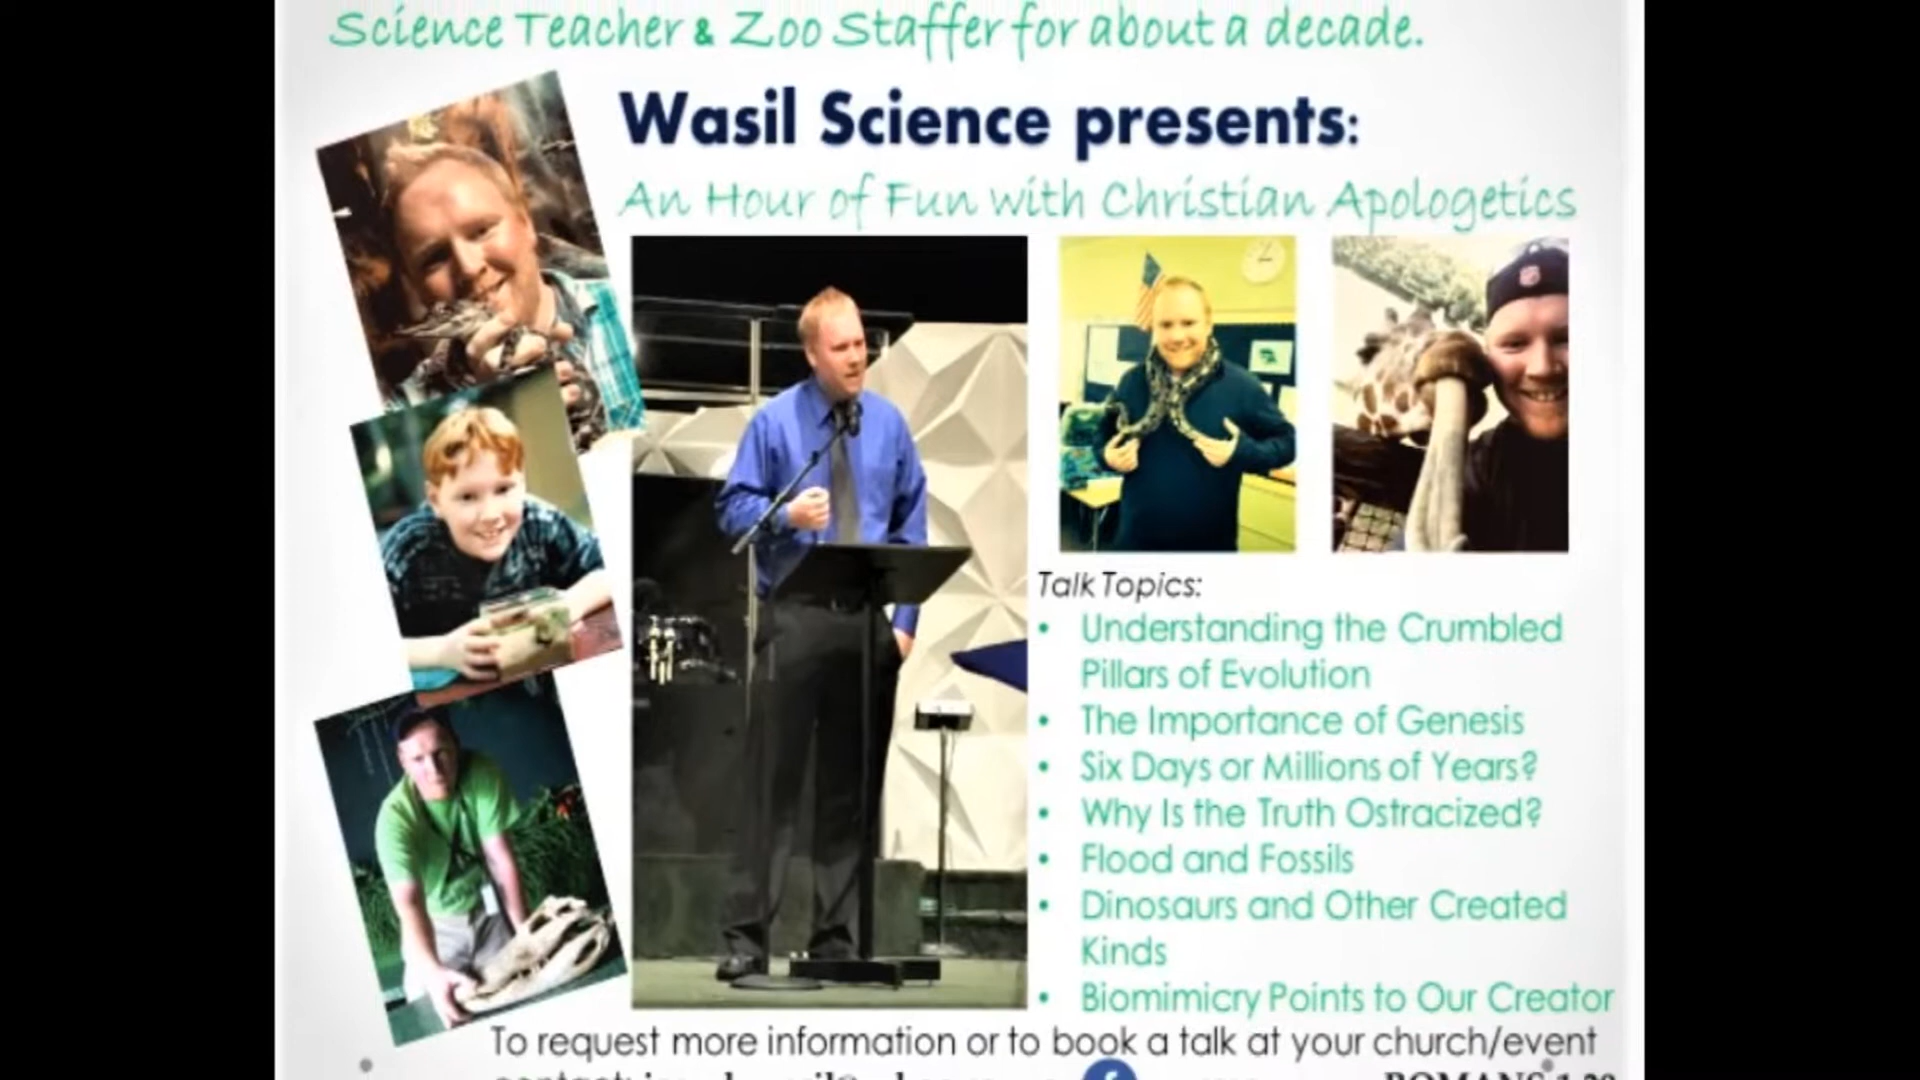 Science Teacher & Zoo Staffer for about a decade.
Wasil Science presents:
An Hour of Fun with Christian Apologetics
Talk Topics:
• Understanding the Crumbled
Pillars of Evolution
• The Importance of Genesis
• Six Days or Millions of Years?
• Why Is the Truth Ostracized?
• Flood and Fossils
• Dinosaurs and Other Created
Kinds
• Biomimicry Points to Our Creator
To request more information or to book a talk at your church/event
ROMANS 1:20